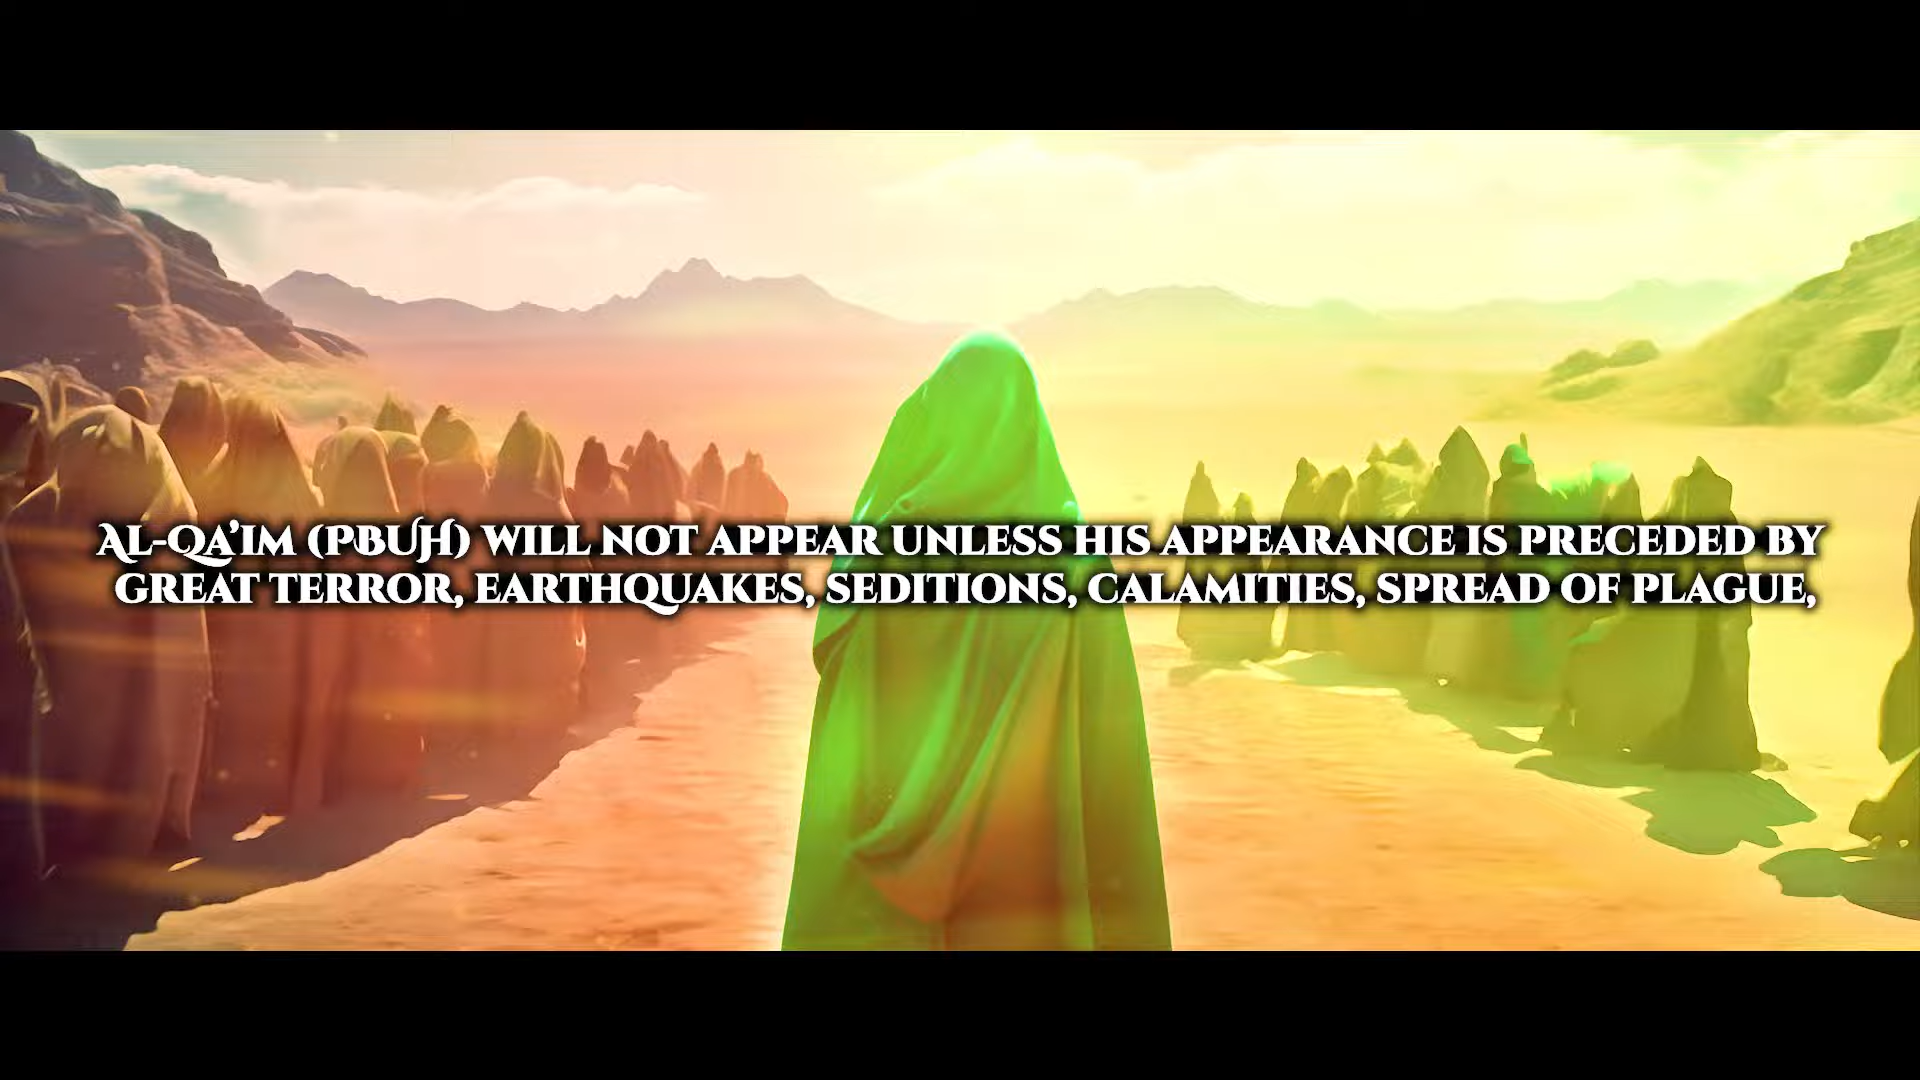 Al-Qa’im (PBUH) will not appear unless his appearance is preceded by
great terror, earthquakes, seditions, calamities, spread of plague,